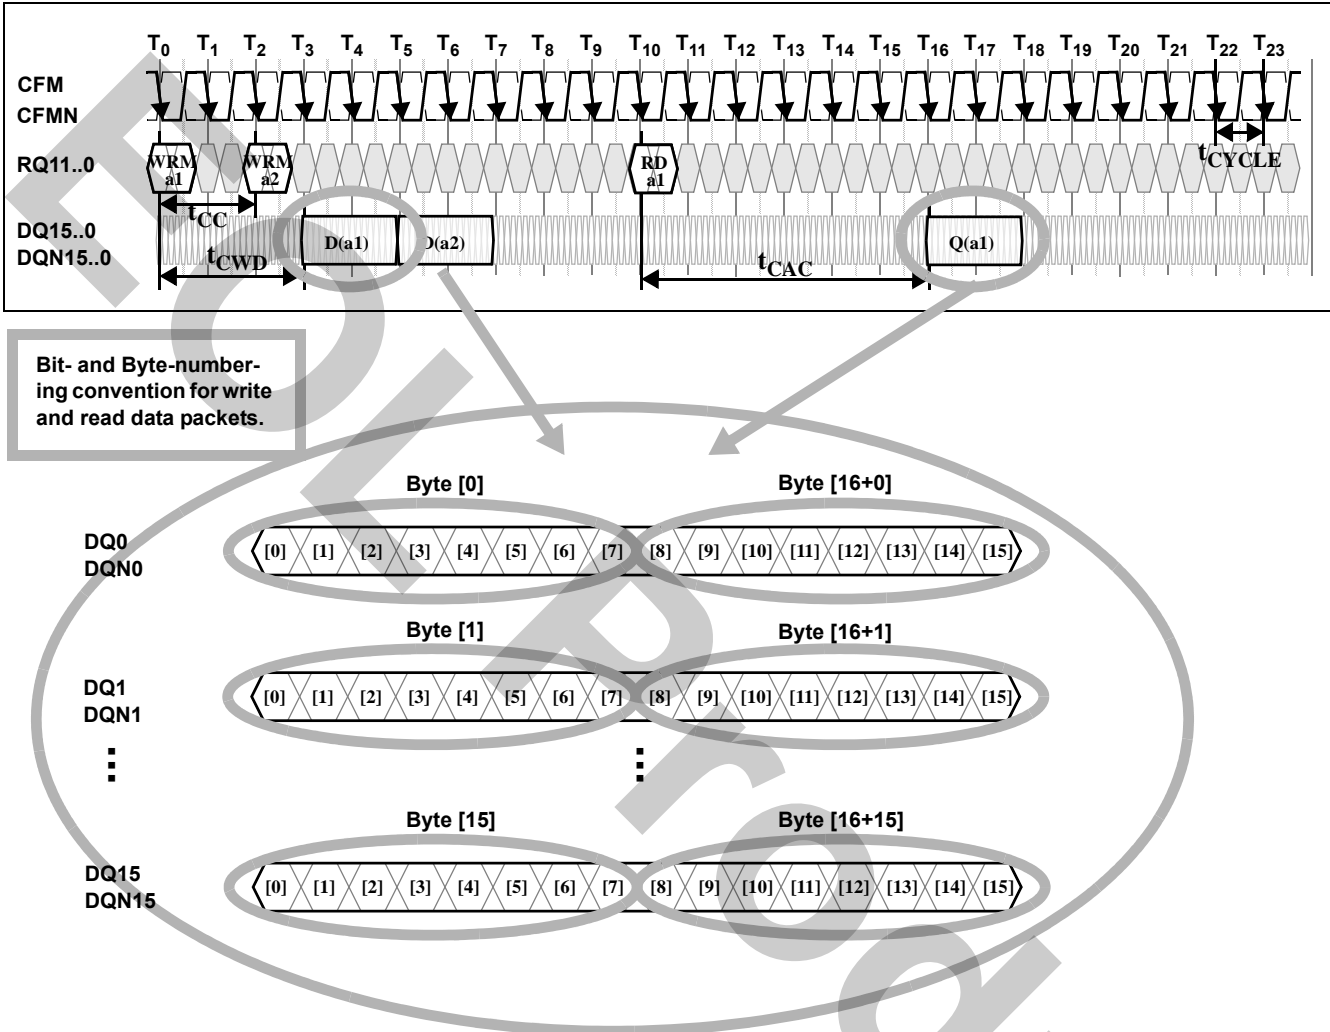 T0 T1 T2 T3 T4 T5 T6 T7 T8 T9 T10 T11 T12 T13 T14 T15 T16 T17 T18 T19 T20 T21 T22 T23
CFM
CFMN
tCYCLE
RQ11..0
WRM WRM RD
a1 a2 a1
tCC
DQ15..0
DQN15..0
D(a1) D(a2) Q(a1)
tCWD tCAC
Bit- and Byte-number-
ing convention for write
and read data packets.
Byte [0] Byte [16+0]
DQ0
DQN0
[0] [1] [2] [3] [4] [5] [6] [7] [8] [9] [10] [11] [12] [13] [14] [15]
Byte [1] Byte [16+1]
DQ1
DQN1
[0] [1] [2] [3] [4] [5] [6] [7] [8] [9] [10] [11] [12] [13] [14] [15]
Byte [15] Byte [16+15]
DQ15
DQN15
[0] [1] [2] [3] [4] [5] [6] [7] [8] [9] [10] [11] [12] [13] [14] [15]
EOL Prod